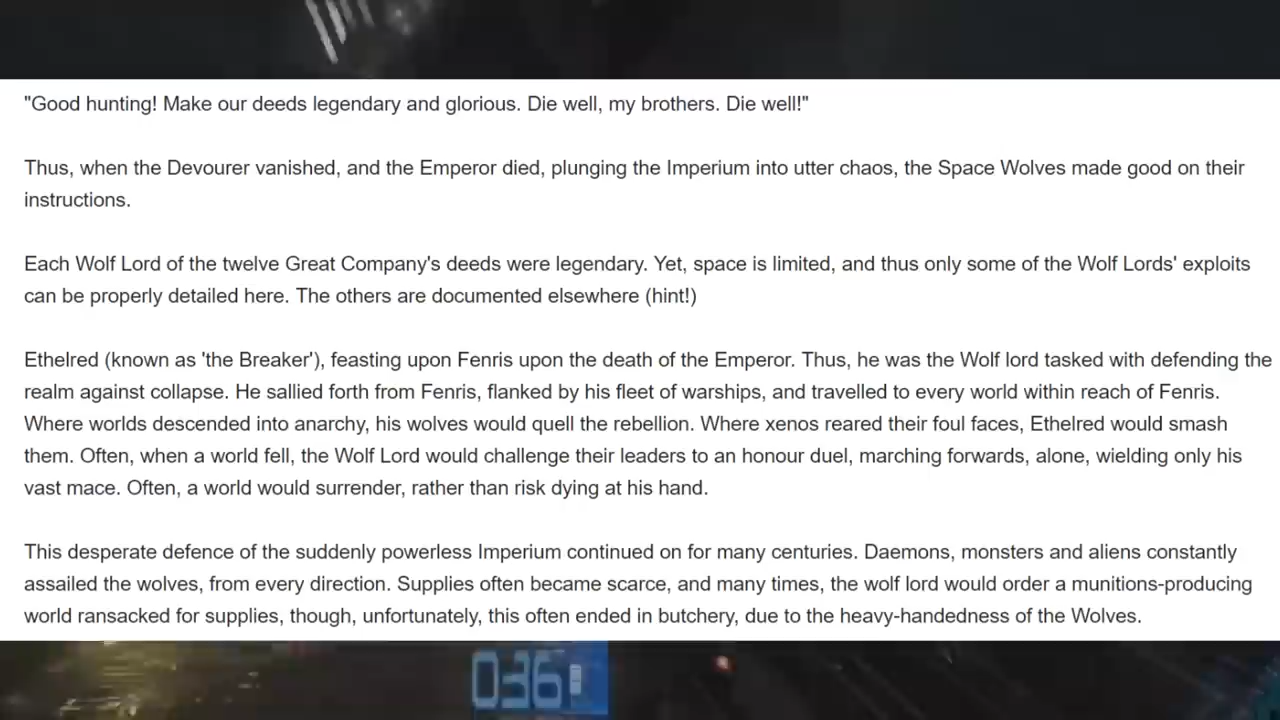 "Good hunting! Make our deeds legendary and glorious. Die well, my brothers. Die well!"
Thus, when the Devourer vanished, and the Emperor died, plunging the Imperium into utter chaos, the Space Wolves made good on their
instructions.
Each Wolf Lord of the twelve Great Company's deeds were legendary. Yet, space is limited, and thus only some of the Wolf Lords' exploits
can be properly detailed here. The others are documented elsewhere (hint!)
Ethelred (known as 'the Breaker'), feasting upon Fenris upon the death of the Emperor. Thus, he was the Wolf lord tasked with defending the
realm against collapse. He sallied forth from Fenris, flanked by his fleet of warships, and travelled to every world within reach of Fenris.
Where worlds descended into anarchy, his wolves would quell the rebellion. Where xenos reared their foul faces, Ethelred would smash
them. Often, when a world fell, the Wolf Lord would challenge their leaders to an honour duel, marching forwards, alone, wielding only his
vast mace. Often, a world would surrender, rather than risk dying at his hand.
This desperate defence of the suddenly powerless Imperium continued on for many centuries. Daemons, monsters and aliens constantly
assailed the wolves, from every direction. Supplies often became scarce, and many times, the wolf lord would order a munitions-producing
world ransacked for supplies, though, unfortunately, this often ended in butchery, due to the heavy-handedness of the Wolves.
036